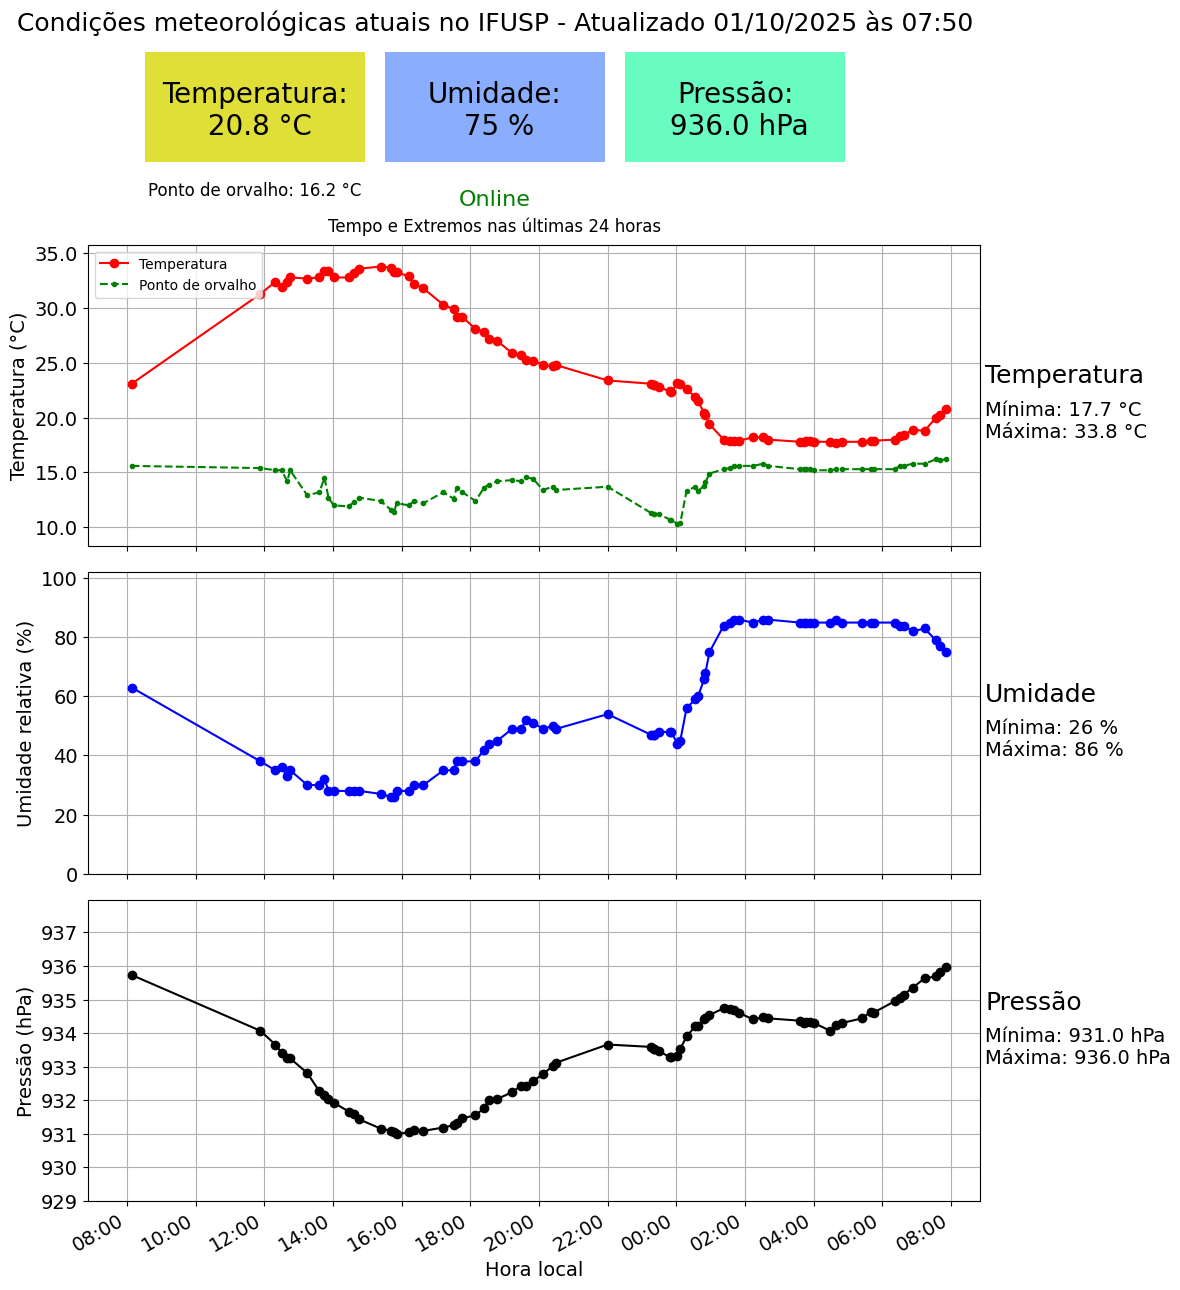 Condições meteorológicas atuais no IFUSP - Atualizado 01/10/2025 às 07:50
Temperatura:
20.8 °C
Umidade:
75 %
Pressão:
936.0 hPa
Ponto de orvalho: 16.2 °C
Online
Tempo e Extremos nas últimas 24 horas
Temperatura
Ponto de orvalho
Temperatura (°C)
35.0
30.0
25.0
20.0
15.0
10.0
Temperatura
Mínima: 17.7 °C
Máxima: 33.8 °C
Umidade relativa (%)
100
80
60
40
20
0
Umidade
Mínima: 26 %
Máxima: 86 %
Pressão (hPa)
937
936
935
934
933
932
931
930
929
Pressão
Mínima: 931.0 hPa
Máxima: 936.0 hPa
08:00 10:00 12:00 14:00 16:00 18:00 20:00 22:00 00:00 02:00 04:00 06:00 08:00
Hora local